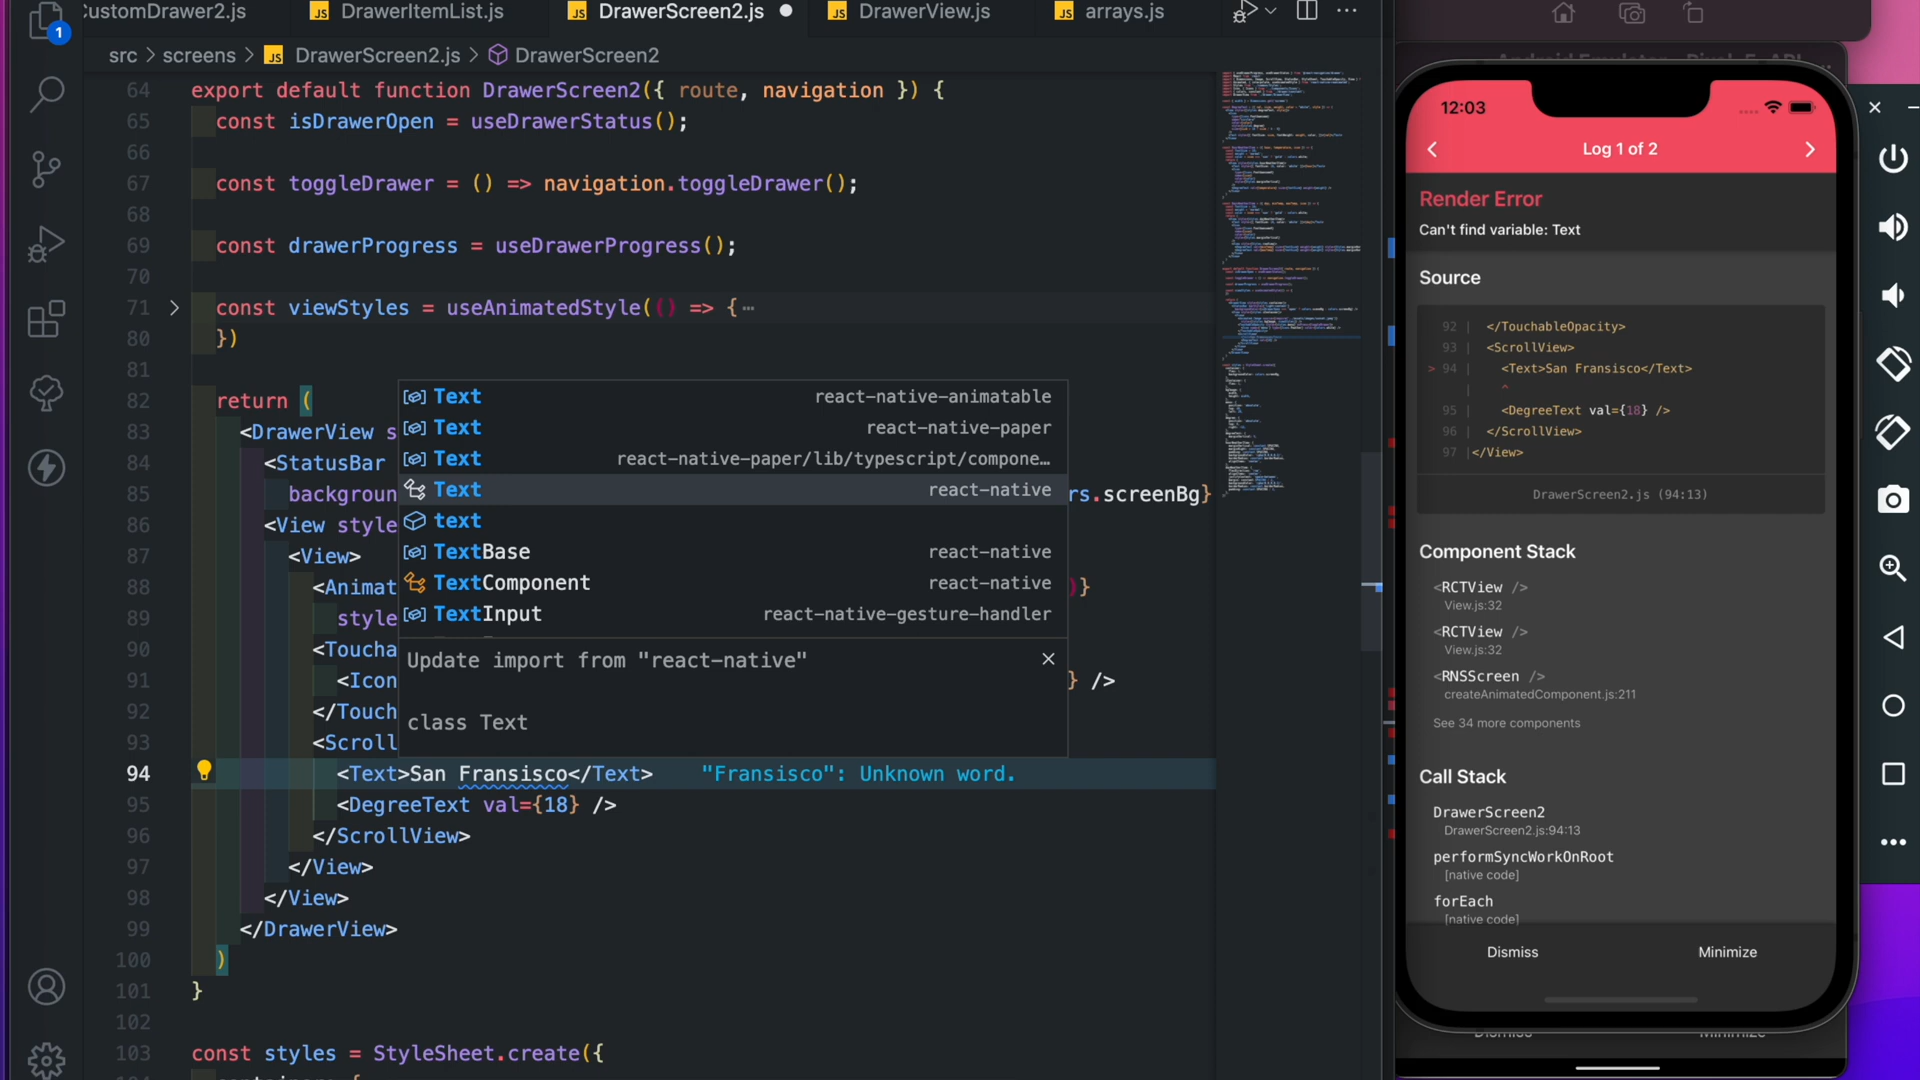 CustomDrawer2.js
JS DrawerItemList.js
JS DrawerScreen2.js
JS DrawerView.js
JS arrays.js
1
src > screens > JS DrawerScreen2.js > DrawerScreen2
64 export default function DrawerScreen2({ route, navigation }) {
65 const isDrawerOpen = useDrawerStatus();
66
67 const toggleDrawer = () => navigation.toggleDrawer();
68
69 const drawerProgress = useDrawerProgress();
70
71 const viewStyles = useAnimatedStyle(() => {⋯
80 })
81
82 return (
83 <DrawerView s
84 <StatusBar
85 backgroun rs.screenBg}
86 <View style
87 <View>
88 <Animat )}
89 style
90 <Toucha
91 <Icon } />
92 </Touch
93 <Scroll
94 <Text>San Fransisco</Text> "Fransisco": Unknown word.
95 <DegreeText val={18} />
96 </ScrollView>
97 </View>
98 </View>
99 </DrawerView>
100 )
101 }
102
103 const styles = StyleSheet.create({
Text react-native-animatable
Text react-native-paper
Text react-native-paper/lib/typescript/compone…
Text react-native
text
TextBase react-native
TextComponent react-native
TextInput react-native-gesture-handler
Update import from "react-native"
class Text
12:03
Log 1 of 2
Render Error
Can't find variable: Text
Source
92 | </TouchableOpacity>
93 | <ScrollView>
> 94 | <Text>San Fransisco</Text>
| ^
95 | <DegreeText val={18} />
96 | </ScrollView>
97 |</View>
DrawerScreen2.js (94:13)
Component Stack
<RCTView />
View.js:32
<RCTView />
View.js:32
<RNSScreen />
createAnimatedComponent.js:211
See 34 more components
Call Stack
DrawerScreen2
DrawerScreen2.js:94:13
performSyncWorkOnRoot
[native code]
forEach
[native code]
Dismiss Minimize